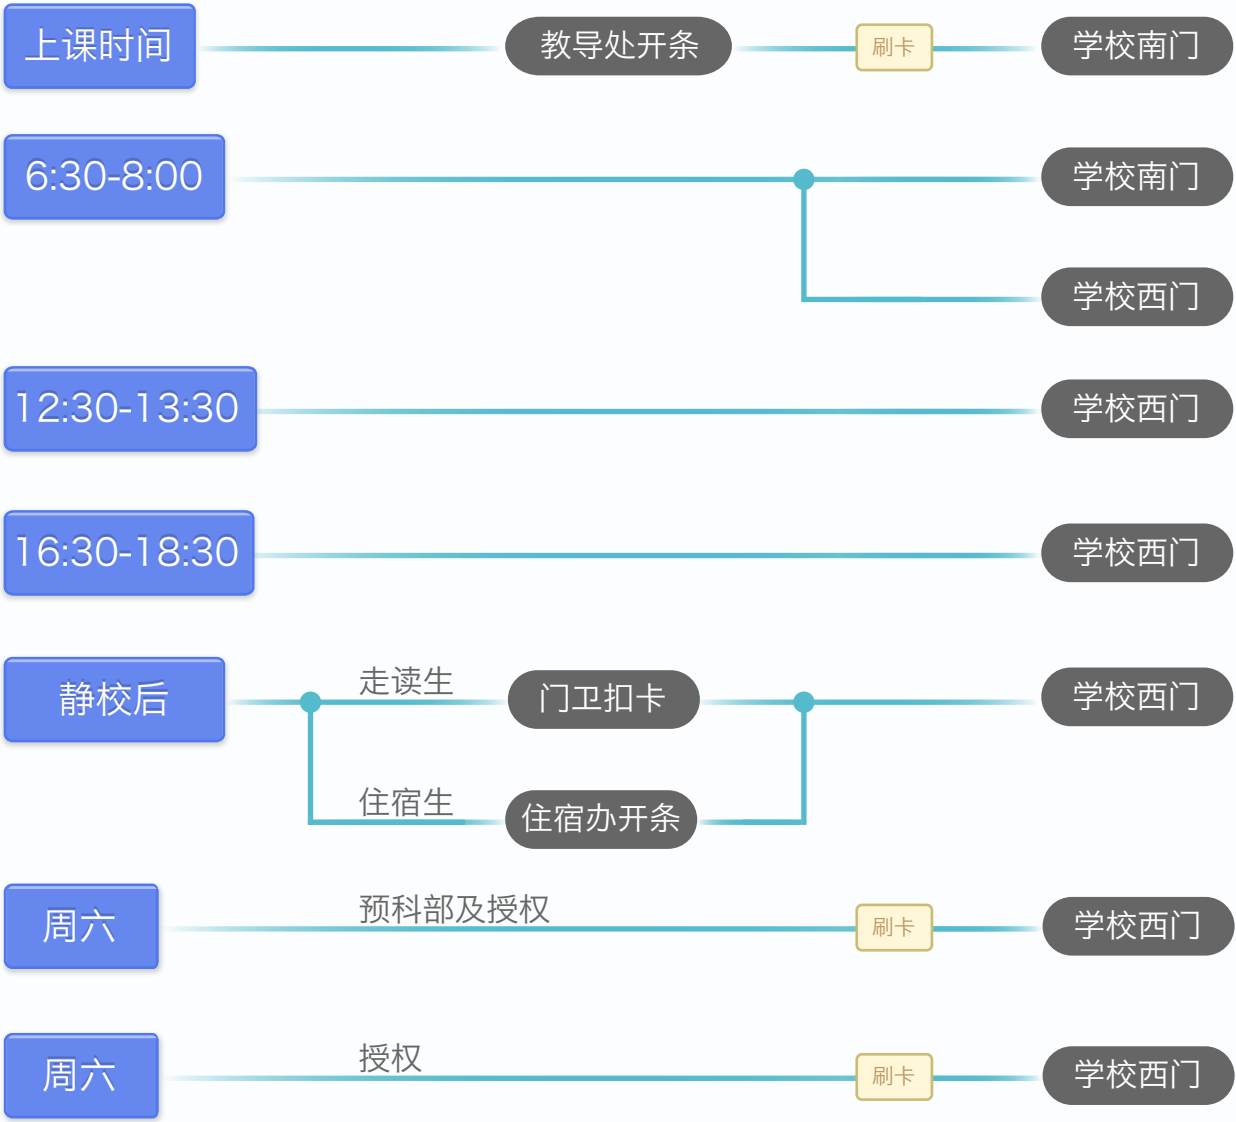 上课时间
教导处开条
刷卡
学校南门
6:30-8:00
学校南门
学校西门
12:30-13:30
学校西门
16:30-18:30
学校西门
静校后
走读生
门卫扣卡
学校西门
住宿生
住宿办开条
周六
预科部及授权
刷卡
学校西门
周六
授权
刷卡
学校西门